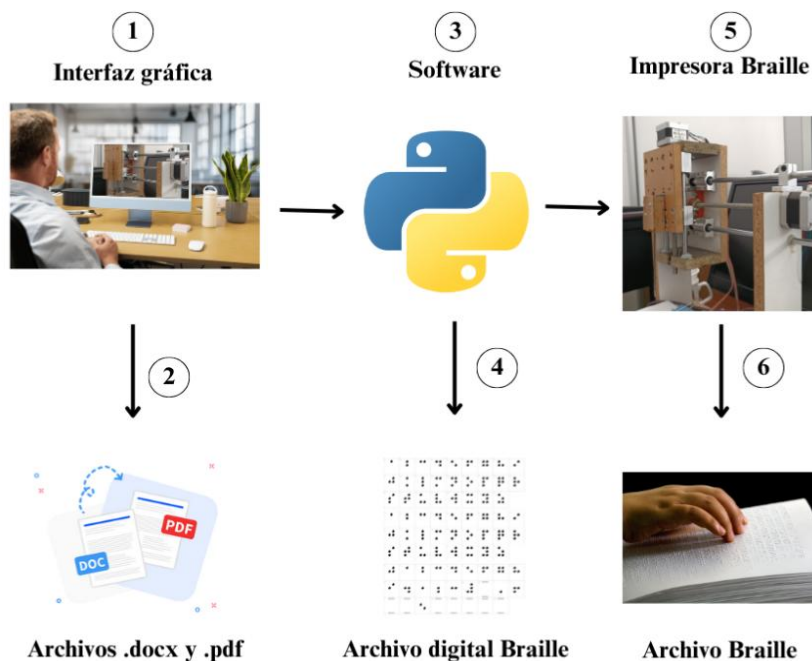 1
Interfaz gráfica
3
Software
5
Impresora Braille
2
4
6
DOC
PDF
Archivos .docx y .pdf
Archivo digital Braille
Archivo Braille